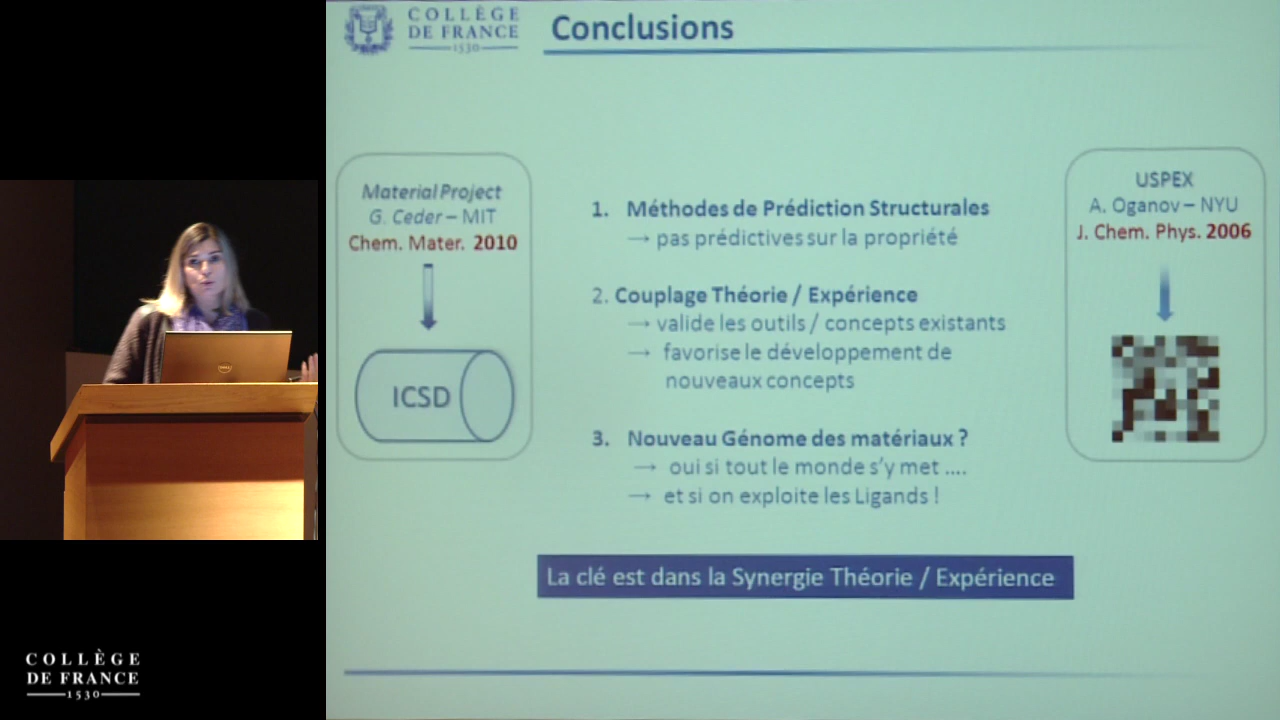 COLLÈGE
DE FRANCE
1530
Conclusions
Material Project
G. Ceder – MIT
Chem. Mater. 2010
ICSD
1. Méthodes de Prédiction Structurales
→ pas prédictives sur la propriété
2. Couplage Théorie / Expérience
→ valide les outils / concepts existants
→ favorise le développement de
nouveaux concepts
3. Nouveau Génome des matériaux ?
→ oui si tout le monde s’y met ....
→ et si on exploite les Ligands !
USPEX
A. Oganov – NYU
J. Chem. Phys. 2006
La clé est dans la Synergie Théorie / Expérience
DELL
COLLÈGE
DE FRANCE
1530